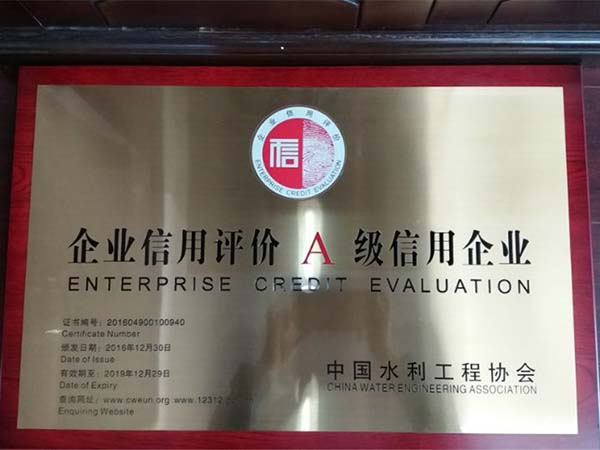 企业信用评价
信
ENTERPRISE CREDIT EVALUATION
企业信用评价 A 级信用企业
ENTERPRISE CREDIT EVALUATION
证书编号：201604900100940
Certificate Number
颁发日期：2016年12月30日
Date of Issue
有效期至：2019年12月29日
Date of Expiry
查询网址：www.cweun.org www.12312
Enquiring Website
中国水利工程协会
CHINA WATER ENGINEERING ASSOCIATION